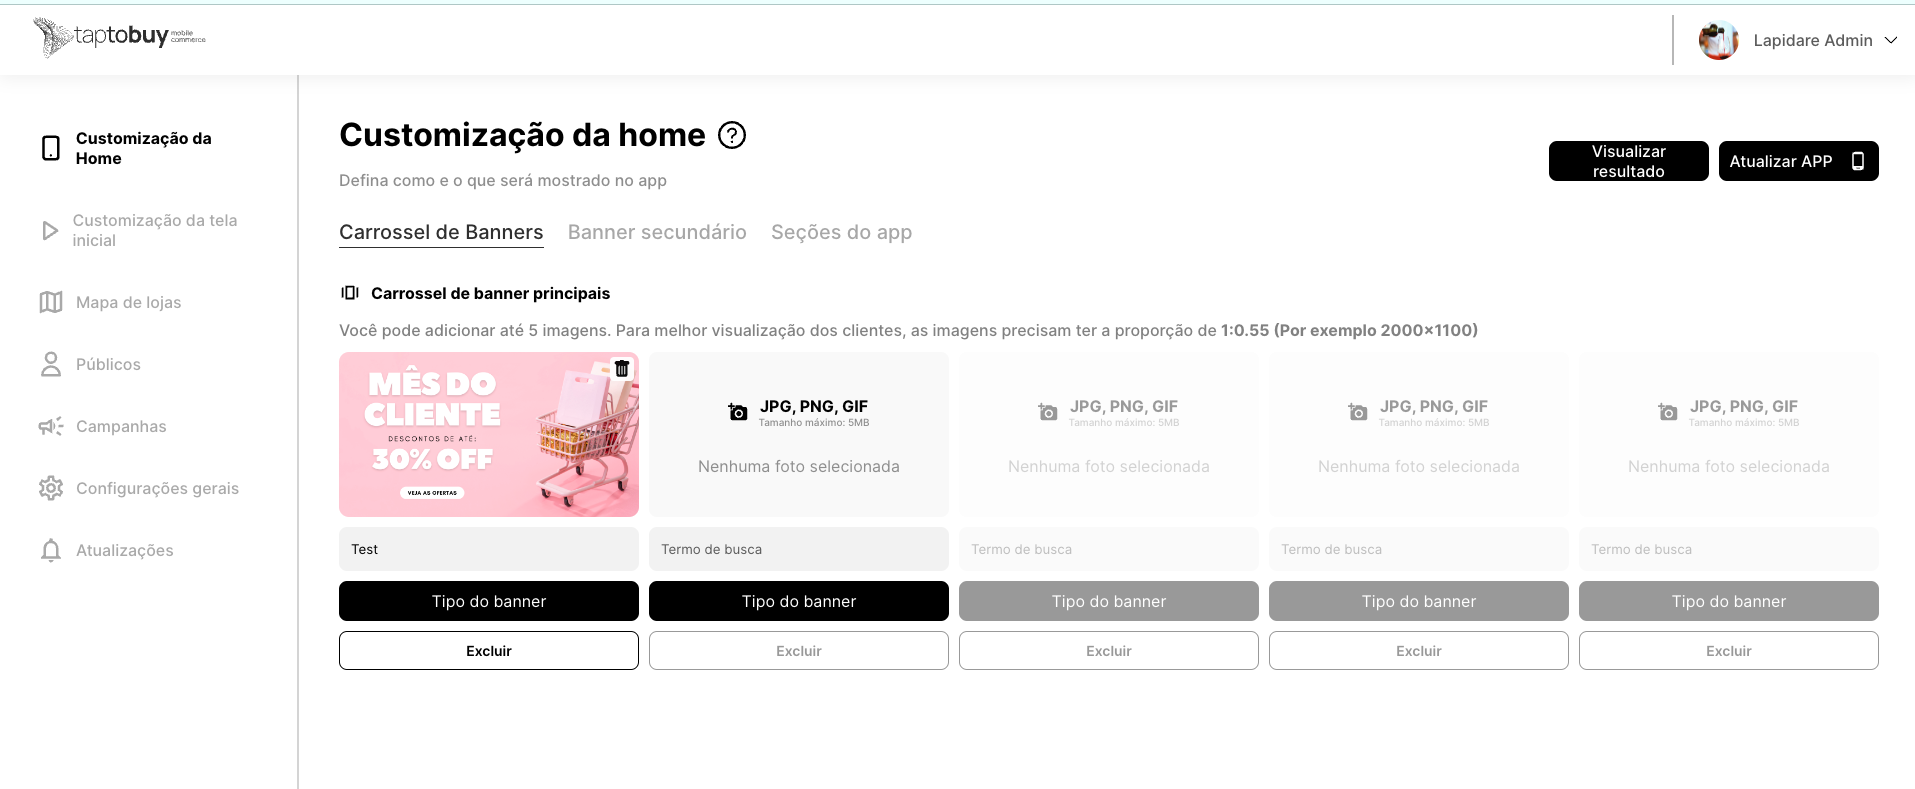 taptobuy mobile commerce
Lapidare Admin
Customização da
Home
Customização da tela
inicial
Mapa de lojas
Públicos
Campanhas
Configurações gerais
Atualizações
Customização da home
Defina como e o que será mostrado no app
Visualizar
resultado
Atualizar APP
Carrossel de Banners Banner secundário Seções do app
Carrossel de banner principais
Você pode adicionar até 5 imagens. Para melhor visualização dos clientes, as imagens precisam ter a proporção de 1:0.55 (Por exemplo 2000x1100)
MÊS DO
CLIENTE
DESCONTOS DE ATÉ:
30% OFF
VEJA AS OFERTAS
JPG, PNG, GIF
Tamanho máximo: 5MB
Nenhuma foto selecionada
JPG, PNG, GIF
Tamanho máximo: 5MB
Nenhuma foto selecionada
JPG, PNG, GIF
Tamanho máximo: 5MB
Nenhuma foto selecionada
JPG, PNG, GIF
Tamanho máximo: 5MB
Nenhuma foto selecionada
Test Termo de busca Termo de busca Termo de busca Termo de busca
Tipo do banner Tipo do banner Tipo do banner Tipo do banner Tipo do banner
Excluir Excluir Excluir Excluir Excluir